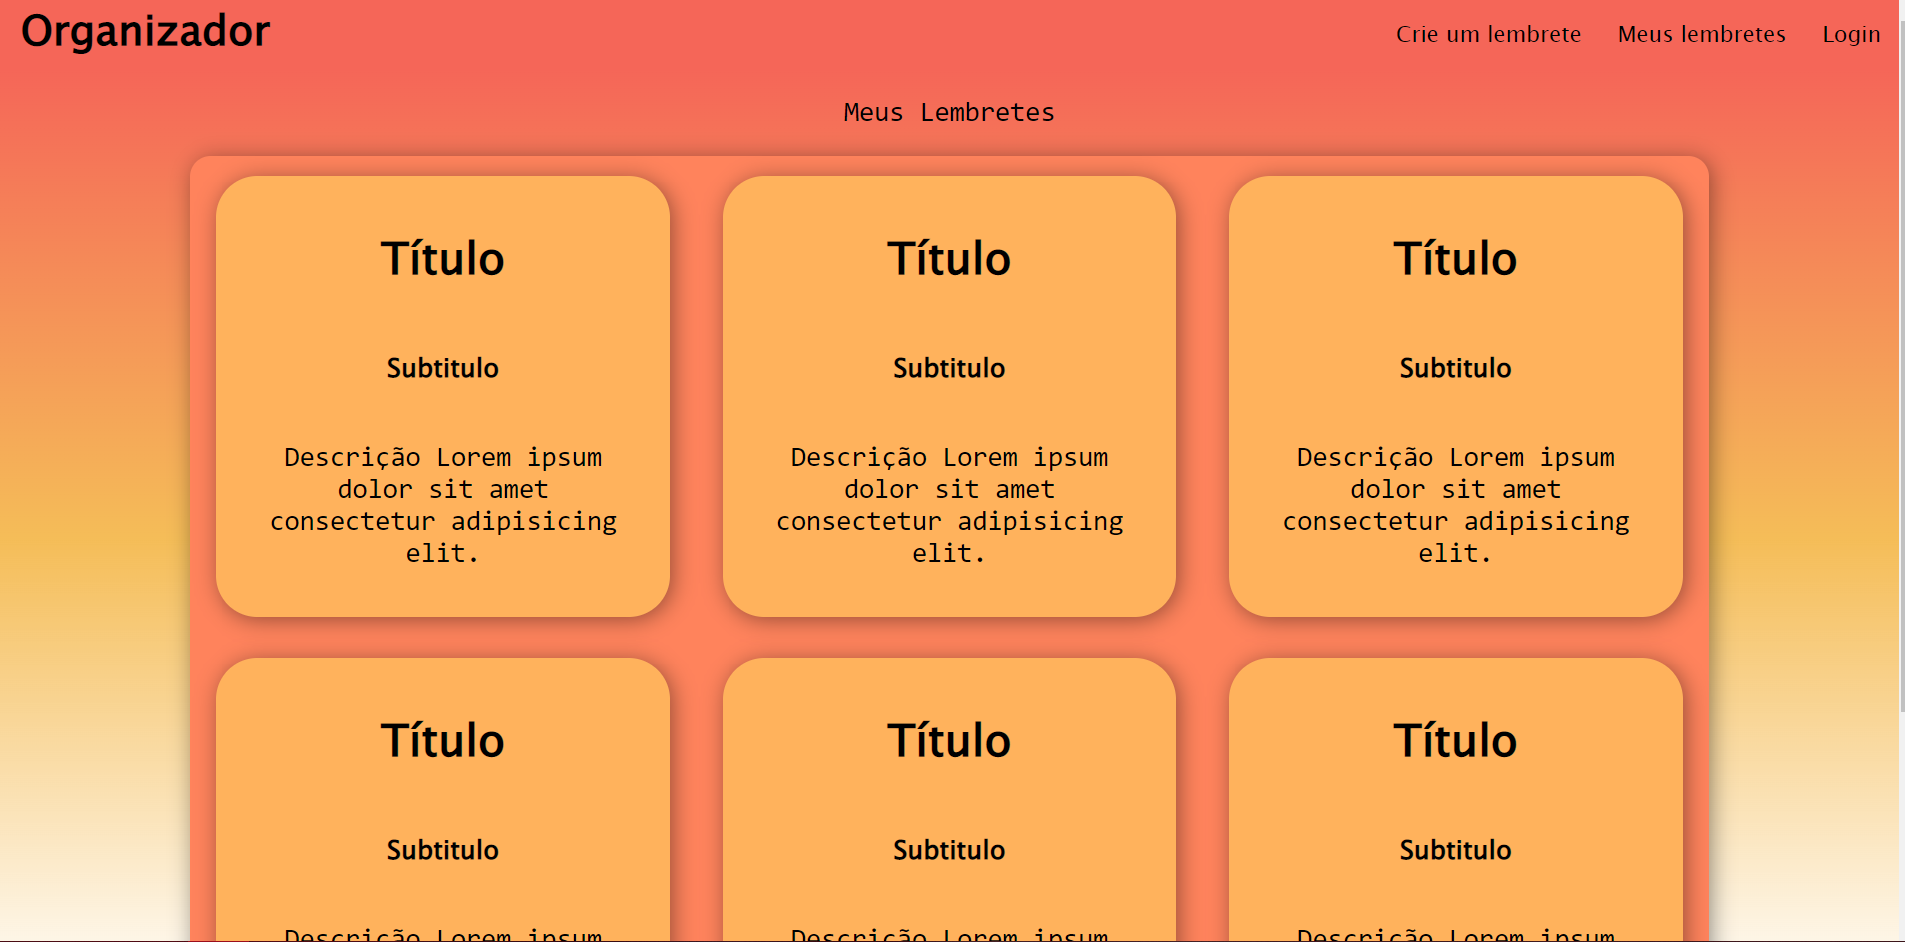 Organizador
Crie um lembrete Meus lembretes Login
Meus Lembretes
Título
Subtitulo
Descrição Lorem ipsum
dolor sit amet
consectetur adipisicing
elit.
Título
Subtitulo
Descrição Lorem ipsum
dolor sit amet
consectetur adipisicing
elit.
Título
Subtitulo
Descrição Lorem ipsum
dolor sit amet
consectetur adipisicing
elit.
Título
Subtitulo
Descrição Lorem ipsum
Título
Subtitulo
Descrição Lorem ipsum
Título
Subtitulo
Descrição Lorem ipsum